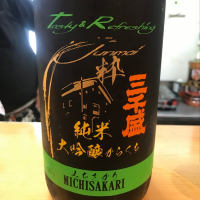 Tasty & Refreshing
Junmai
粋
三千盛
純米
大吟醸からくち
みちさかり
MICHISAKARI